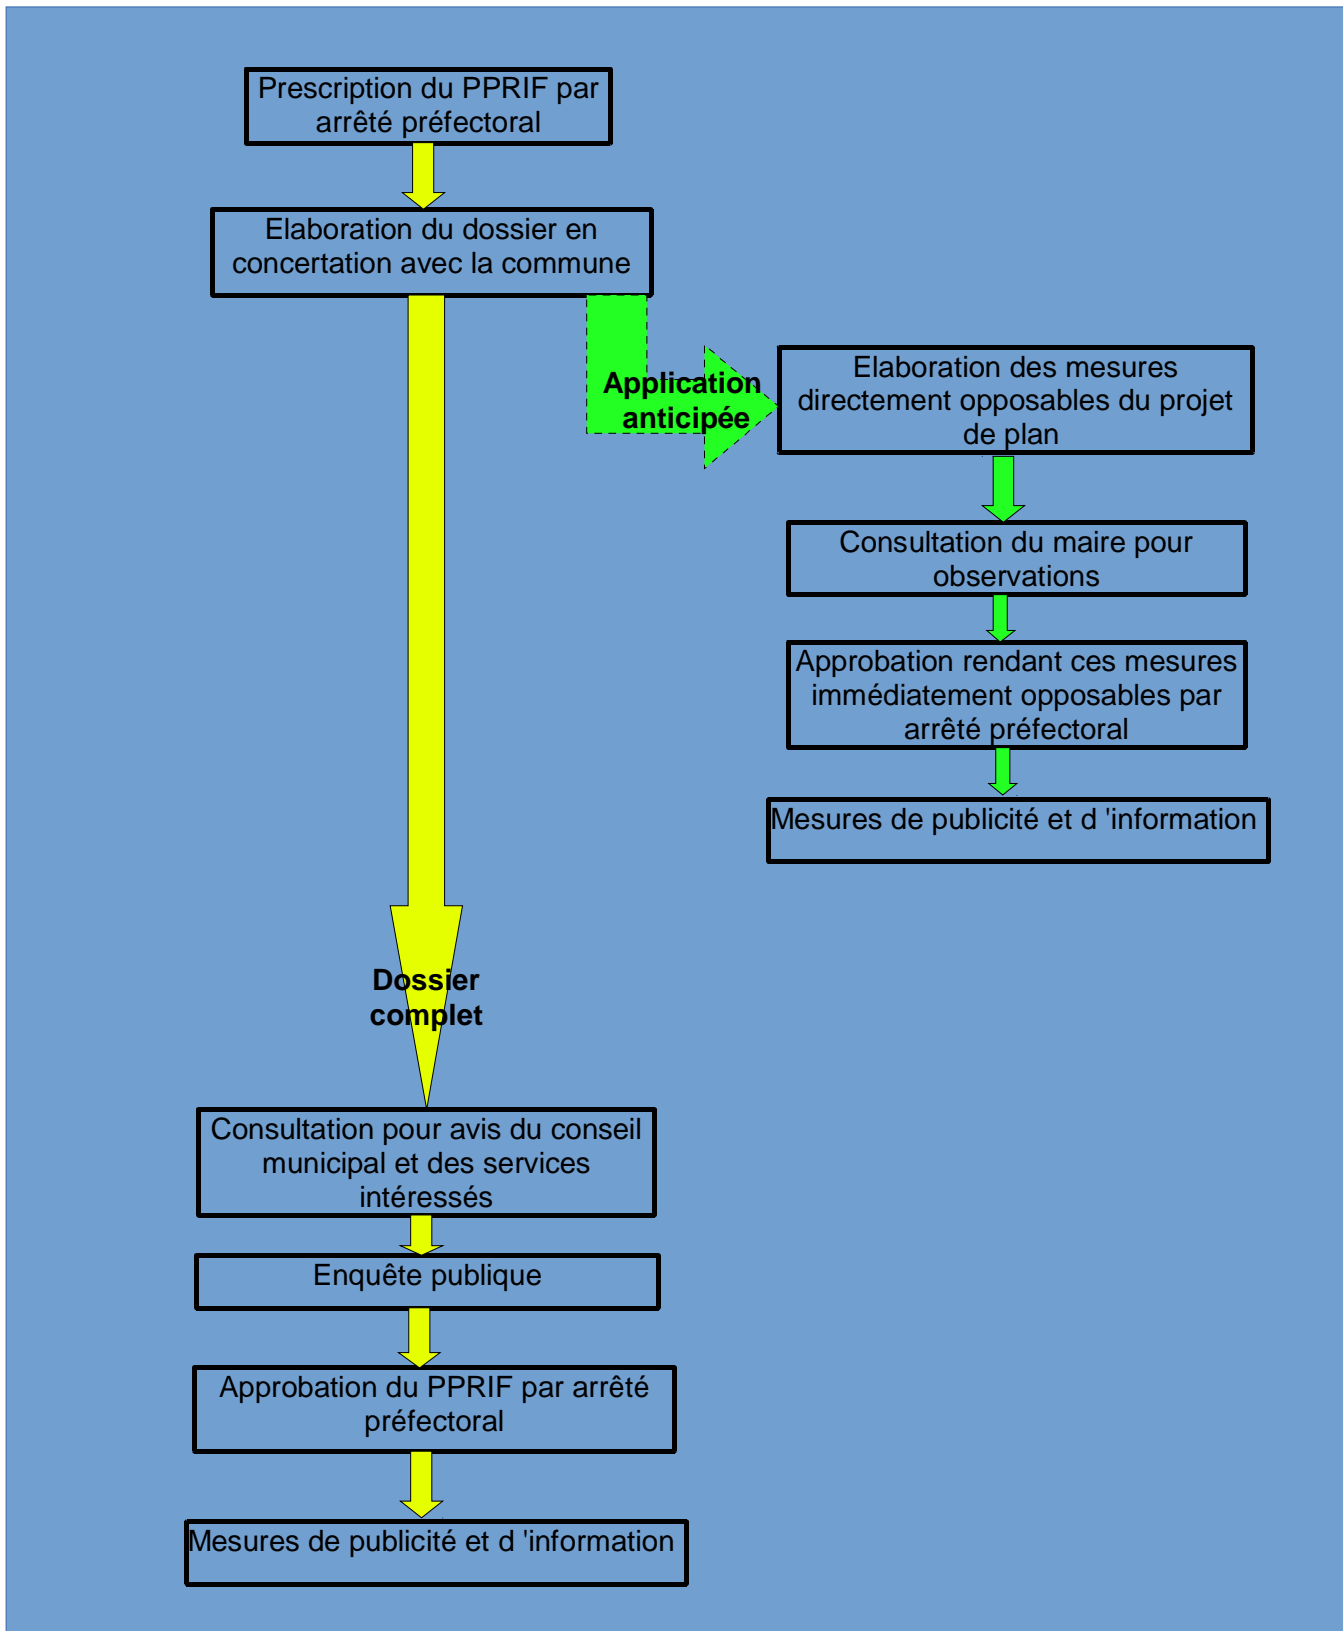 Prescription du PPRIF par
arrêté préfectoral
Elaboration du dossier en
concertation avec la commune
Application
anticipée
Elaboration des mesures
directement opposables du projet
de plan
Consultation du maire pour
observations
Approbation rendant ces mesures
immédiatement opposables par
arrêté préfectoral
Mesures de publicité et d 'information
Dossier
complet
Consultation pour avis du conseil
municipal et des services
intéressés
Enquête publique
Approbation du PPRIF par arrêté
préfectoral
Mesures de publicité et d 'information